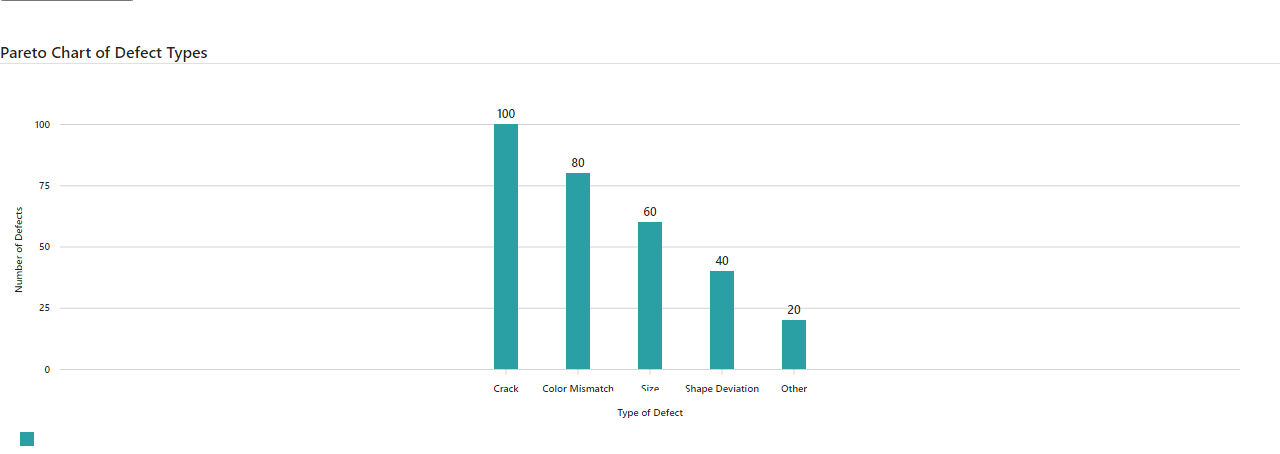 Pareto Chart of Defect Types
100
80
60
40
20
100
75
50
25
0
Number of Defects
Crack
Color Mismatch
Size
Shape Deviation
Other
Type of Defect